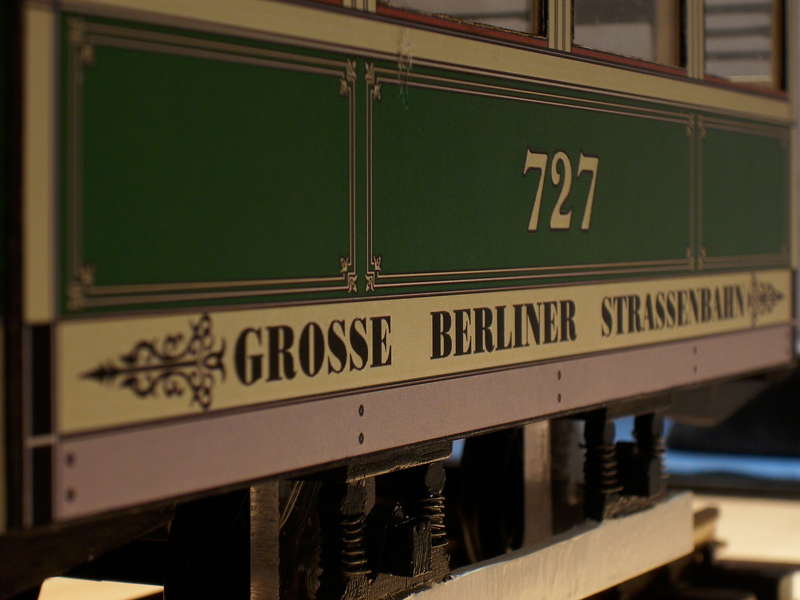 727
GROSSE BERLINER STRASSENBAHN